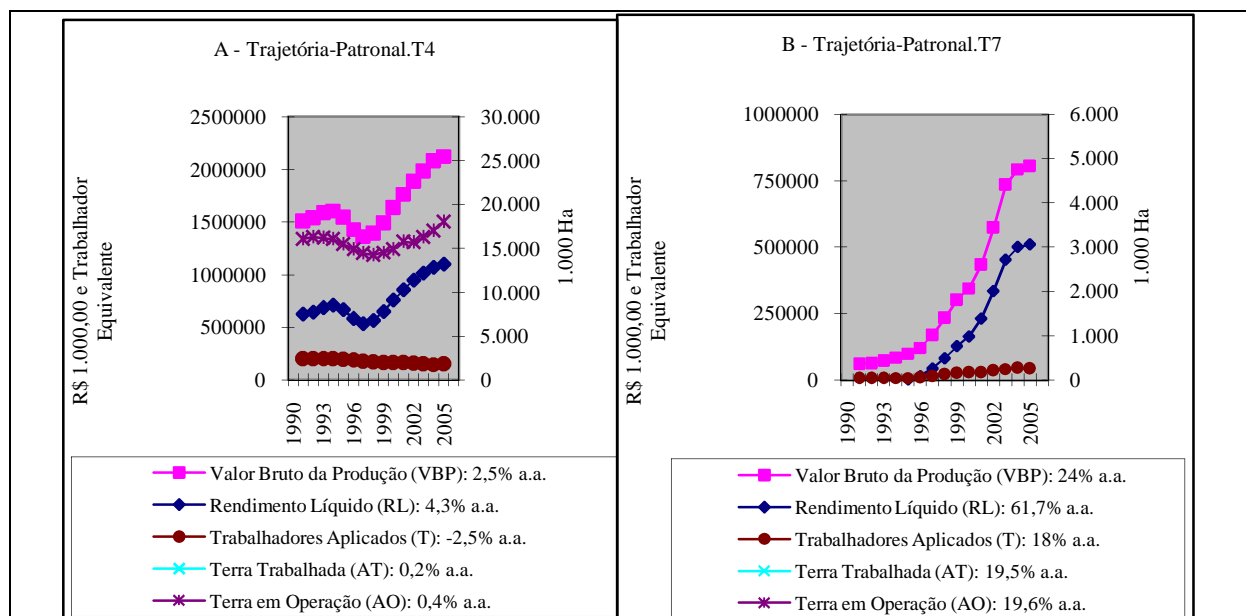 A - Trajetória-Patronal.T4
2500000
2000000
1500000
1000000
500000
0
30.000
25.000
20.000
15.000
10.000
5.000
0
R$ 1.000,00 e Trabalhador
Equivalente
1.000 Ha
1990
1993
1996
1999
2002
2005
Valor Bruto da Produção (VBP): 2,5% a.a.
Rendimento Líquido (RL): 4,3% a.a.
Trabalhadores Aplicados (T): -2,5% a.a.
Terra Trabalhada (AT): 0,2% a.a.
Terra em Operação (AO): 0,4% a.a.
B - Trajetória-Patronal.T7
1000000
750000
500000
250000
0
6.000
5.000
4.000
3.000
2.000
1.000
0
R$ 1.000,00 e Trabalhador
Equivalente
1.000 Ha
1990
1993
1996
1999
2002
2005
Valor Bruto da Produção (VBP): 24% a.a.
Rendimento Líquido (RL): 61,7% a.a.
Trabalhadores Aplicados (T): 18% a.a.
Terra Trabalhada (AT): 19,5% a.a.
Terra em Operação (AO): 19,6% a.a.